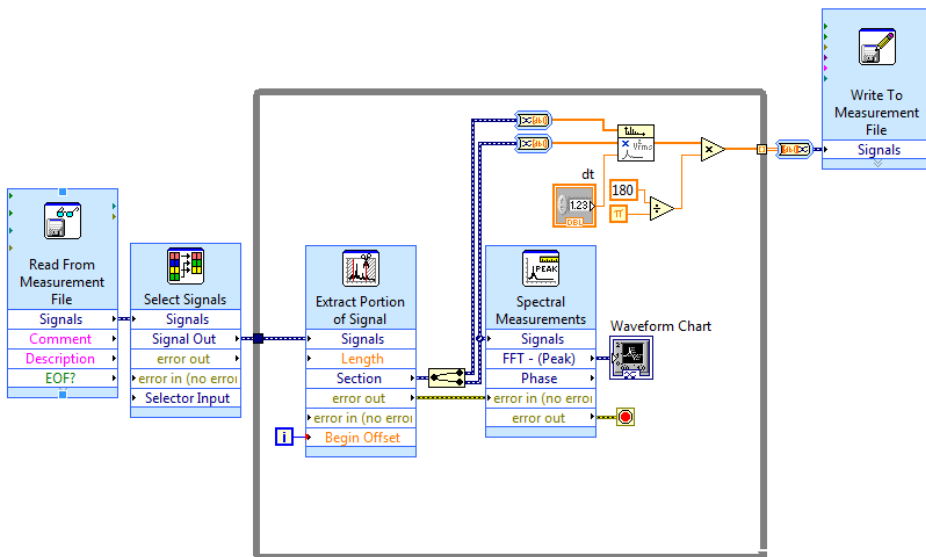 Write To
Measurement
File
Signals
dt
1.23
DBL
180
π
÷
×
Read From
Measurement
File
Signals
Comment
Description
EOF?
Select Signals
Signals
Signal Out
error out
error in (no error
Selector Input
Extract Portion
of Signal
Signals
Length
Section
error out
error in (no error
Begin Offset
i
PEAK
Spectral
Measurements
Signals
FFT - (Peak)
Phase
error in (no error
error out
Waveform Chart